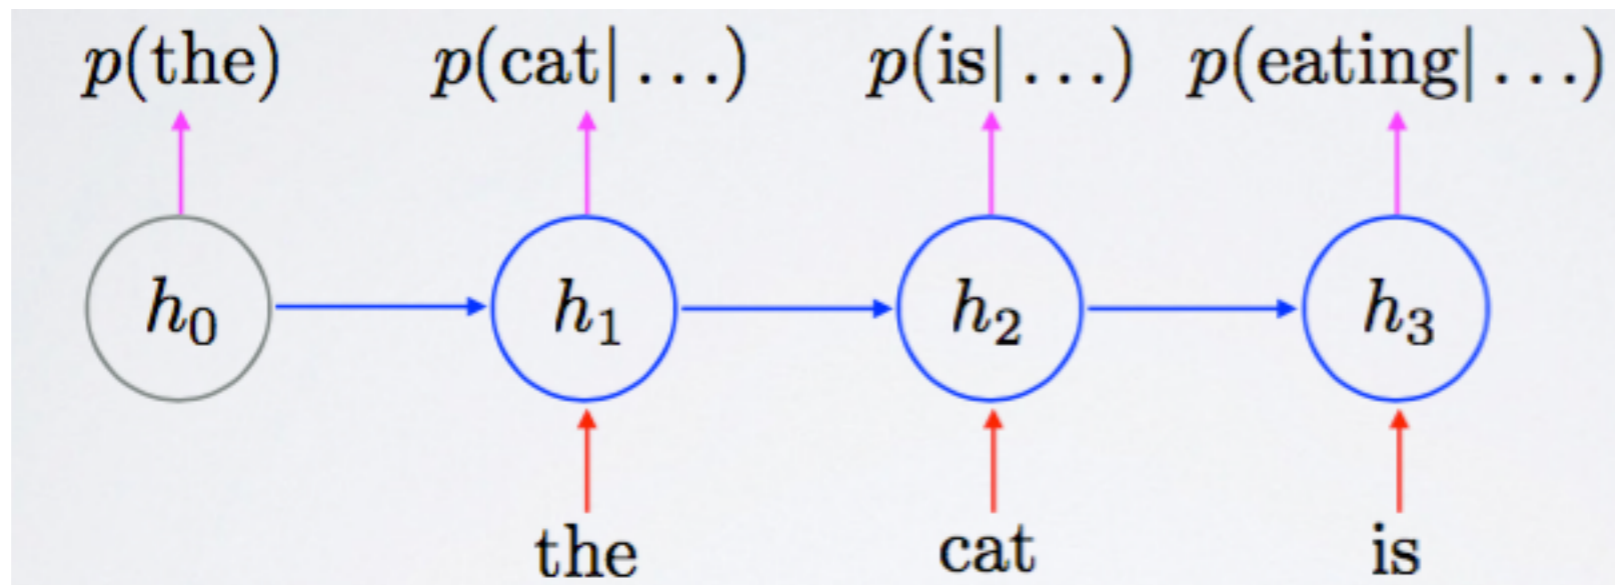 p(the) p(cat| ...) p(is| ...) p(eating| ...)
h₀ h₁ h₂ h₃
the cat is